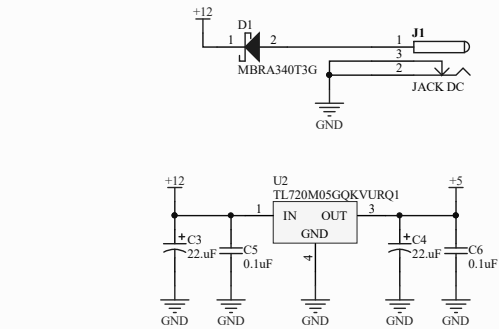 +12
D1
J1
1
2
1
3
2
MBRA340T3G
JACK DC
GND
+12
U2
+5
TL720M05GQKVURQ1
1
IN
OUT
3
GND
+ C3
22.uF
C5
0.1uF
4
+ C4
22.uF
C6
0.1uF
GND
GND
GND
GND
GND